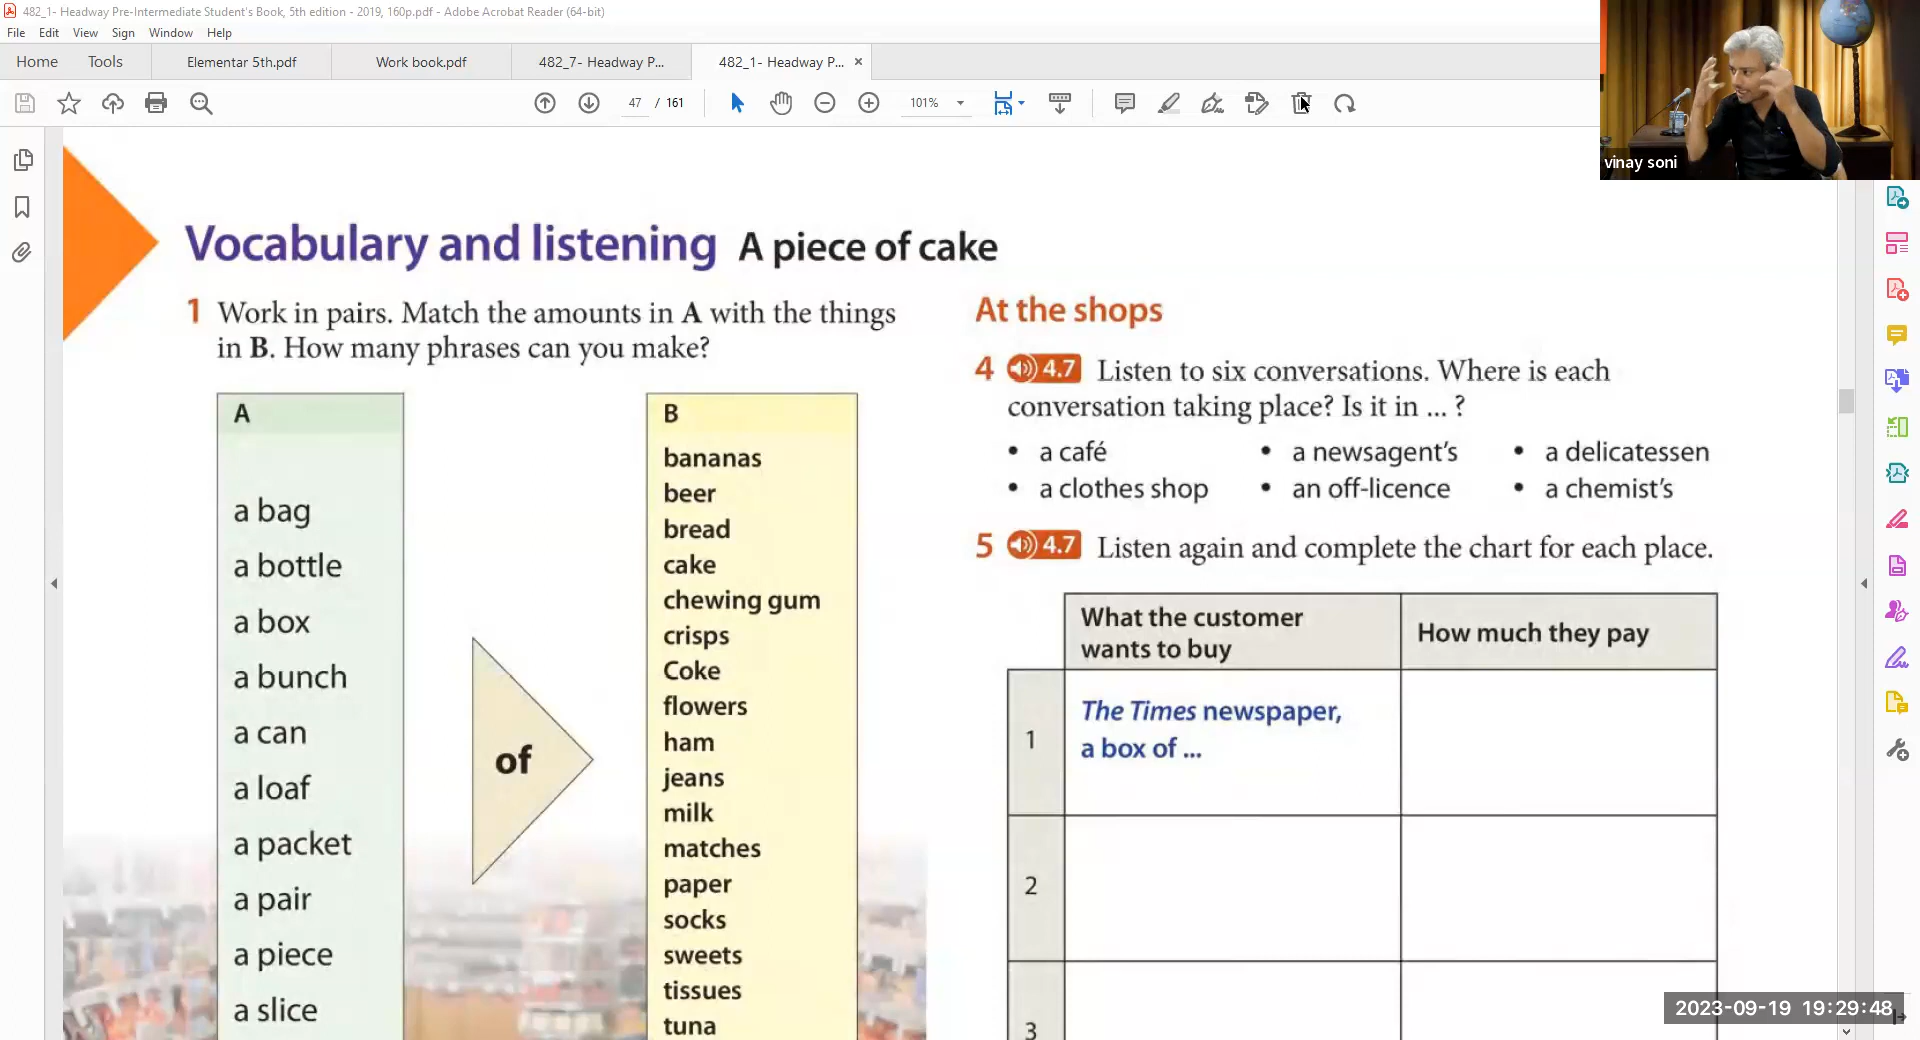 482_1- Headway Pre-Intermediate Student's Book, 5th edition - 2019, 160p.pdf - Adobe Acrobat Reader (64-bit)
File Edit View Sign Window Help
Home Tools Elementar 5th.pdf Work book.pdf 482_7- Headway P... 482_1- Headway P... ×
47 / 161 101%
vinay soni
Vocabulary and listening A piece of cake
1 Work in pairs. Match the amounts in A with the things
in B. How many phrases can you make?
A
a bag
a bottle
a box
a bunch
a can
a loaf
a packet
a pair
a piece
a slice
of
B
bananas
beer
bread
cake
chewing gum
crisps
Coke
flowers
ham
jeans
milk
matches
paper
socks
sweets
tissues
tuna
At the shops
4 4.7 Listen to six conversations. Where is each
conversation taking place? Is it in ... ?
• a café • a newsagent's • a delicatessen
• a clothes shop • an off-licence • a chemist's
5 4.7 Listen again and complete the chart for each place.
What the customer
wants to buy
How much they pay
1
The Times newspaper,
a box of ...
2
3
2023-09-19 19:29:48